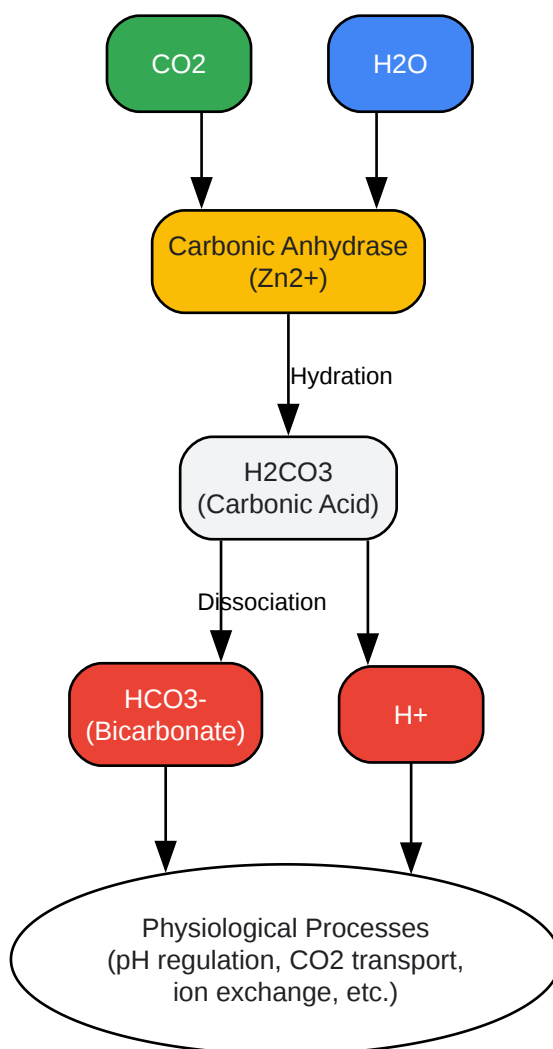 CO2
H2O
Carbonic Anhydrase
(Zn2+)
Hydration
H2CO3
(Carbonic Acid)
Dissociation
HCO3-
(Bicarbonate)
H+
Physiological Processes
(pH regulation, CO2 transport,
ion exchange, etc.)